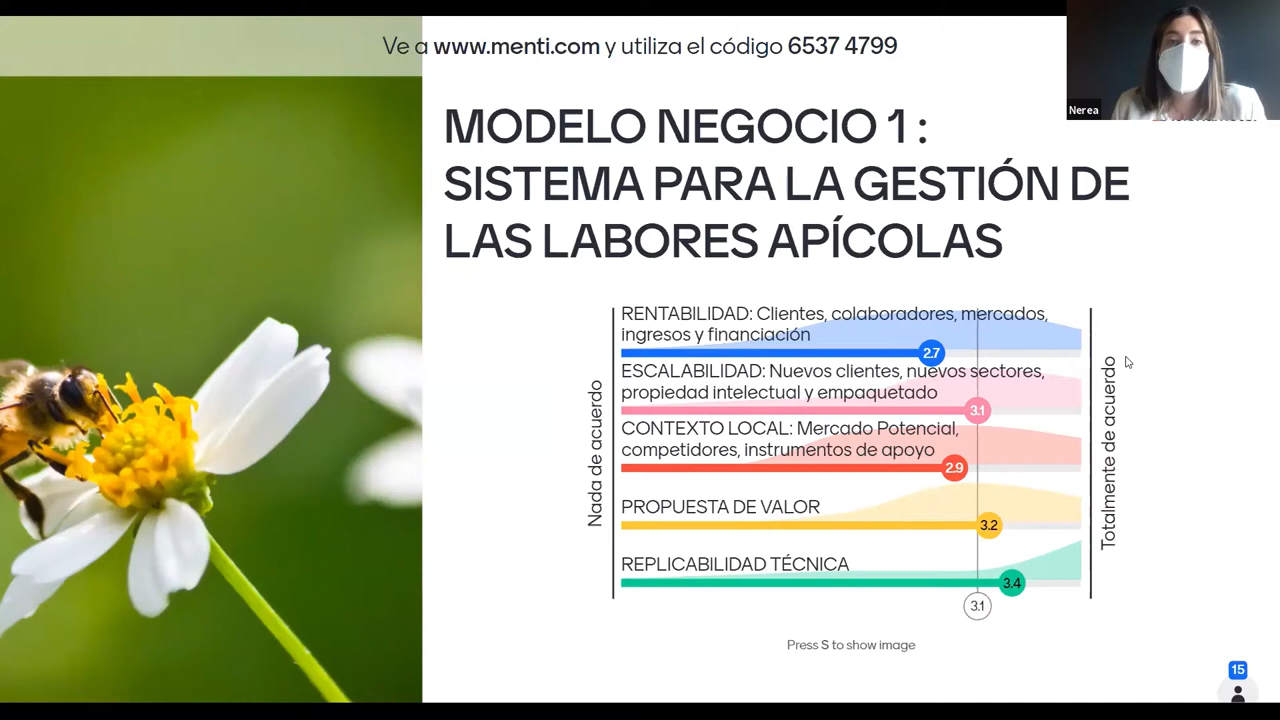 Ve a www.menti.com y utiliza el código 6537 4799
Nerea
MODELO NEGOCIO 1 :
SISTEMA PARA LA GESTIÓN DE
LAS LABORES APÍCOLAS
Nada de acuerdo
RENTABILIDAD: Clientes, colaboradores, mercados,
ingresos y financiación
2.7
ESCALABILIDAD: Nuevos clientes, nuevos sectores,
propiedad intelectual y empaquetado
3.1
CONTEXTO LOCAL: Mercado Potencial,
competidores, instrumentos de apoyo
2.9
PROPUESTA DE VALOR
3.2
REPLICABILIDAD TÉCNICA
3.4
3.1
Totalmente de acuerdo
Press S to show image
15